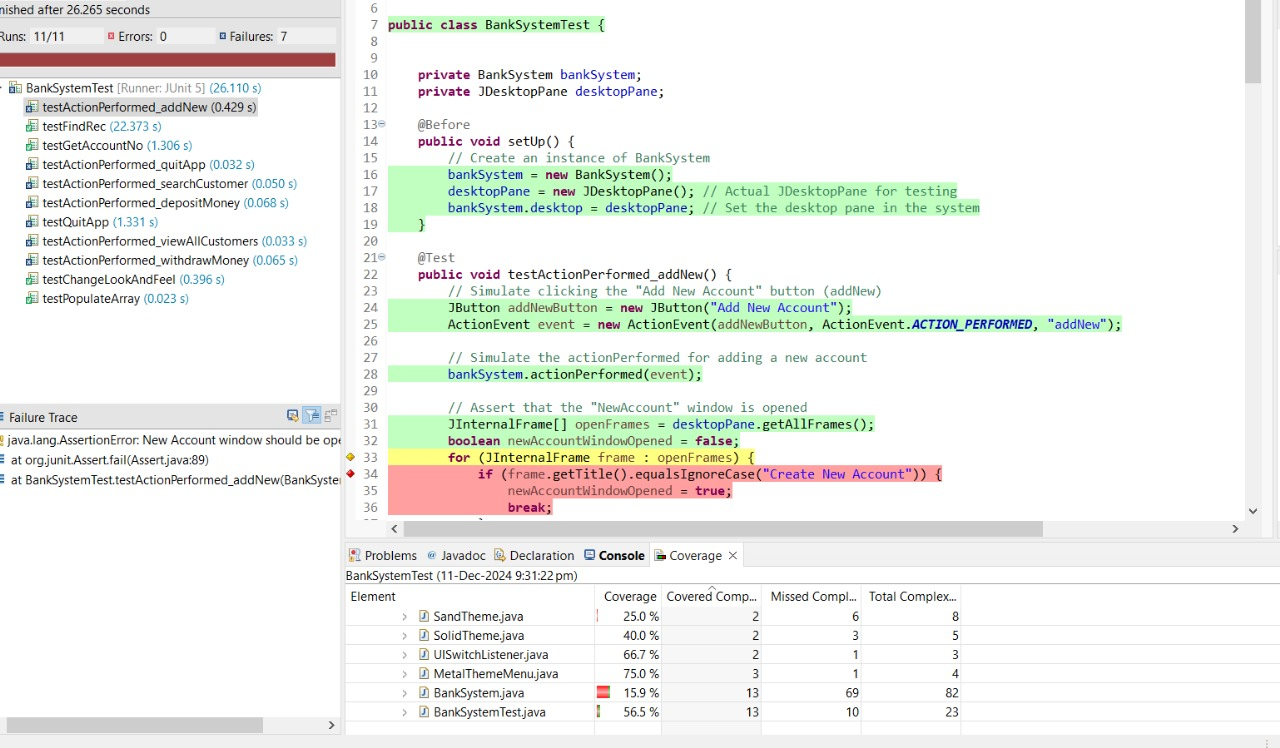 nished after 26.265 seconds
Runs: 11/11 Errors: 0 Failures: 7
BankSystemTest [Runner: JUnit 5] (26.110 s)
testActionPerformed_addNew (0.429 s)
testFindRec (22.373 s)
testGetAccountNo (1.306 s)
testActionPerformed_quitApp (0.032 s)
testActionPerformed_searchCustomer (0.050 s)
testActionPerformed_depositMoney (0.068 s)
testQuitApp (1.331 s)
testActionPerformed_viewAllCustomers (0.033 s)
testActionPerformed_withdrawMoney (0.065 s)
testChangeLookAndFeel (0.396 s)
testPopulateArray (0.023 s)
Failure Trace
java.lang.AssertionError: New Account window should be ope
at org.junit.Assert.fail(Assert.java:89)
at BankSystemTest.testActionPerformed_addNew(BankSyste
6
7 public class BankSystemTest {
8
9
10 private BankSystem bankSystem;
11 private JDesktopPane desktopPane;
12
13 @Before
14 public void setUp() {
15 // Create an instance of BankSystem
16 bankSystem = new BankSystem();
17 desktopPane = new JDesktopPane(); // Actual JDesktopPane for testing
18 bankSystem.desktop = desktopPane; // Set the desktop pane in the system
19 }
20
21 @Test
22 public void testActionPerformed_addNew() {
23 // Simulate clicking the "Add New Account" button (addNew)
24 JButton addNewButton = new JButton("Add New Account");
25 ActionEvent event = new ActionEvent(addNewButton, ActionEvent.ACTION_PERFORMED, "addNew");
26
27 // Simulate the actionPerformed for adding a new account
28 bankSystem.actionPerformed(event);
29
30 // Assert that the "NewAccount" window is opened
31 JInternalFrame[] openFrames = desktopPane.getAllFrames();
32 boolean newAccountWindowOpened = false;
33 for (JInternalFrame frame : openFrames) {
34 if (frame.getTitle().equalsIgnoreCase("Create New Account")) {
35 newAccountWindowOpened = true;
36 break;
Problems Javadoc Declaration Console Coverage
BankSystemTest (11-Dec-2024 9:31:22 pm)
Element Coverage Covered Comp... Missed Compl... Total Complex...
SandTheme.java 25.0 % 2 6 8
SolidTheme.java 40.0 % 2 3 5
UISwitchListener.java 66.7 % 2 1 3
MetalThemeMenu.java 75.0 % 3 1 4
BankSystem.java 15.9 % 13 69 82
BankSystemTest.java 56.5 % 13 10 23